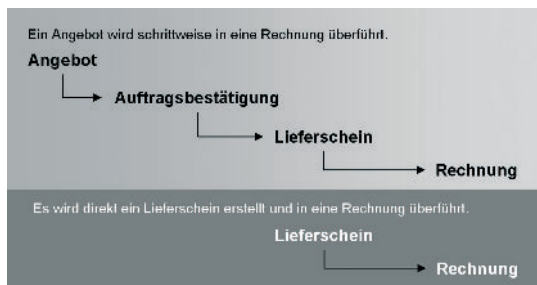 Ein Angebot wird schrittweise in eine Rechnung überführt.
Angebot
Auftragsbestätigung
Lieferschein
Rechnung
Es wird direkt ein Lieferschein erstellt und in eine Rechnung überführt.
Lieferschein
Rechnung